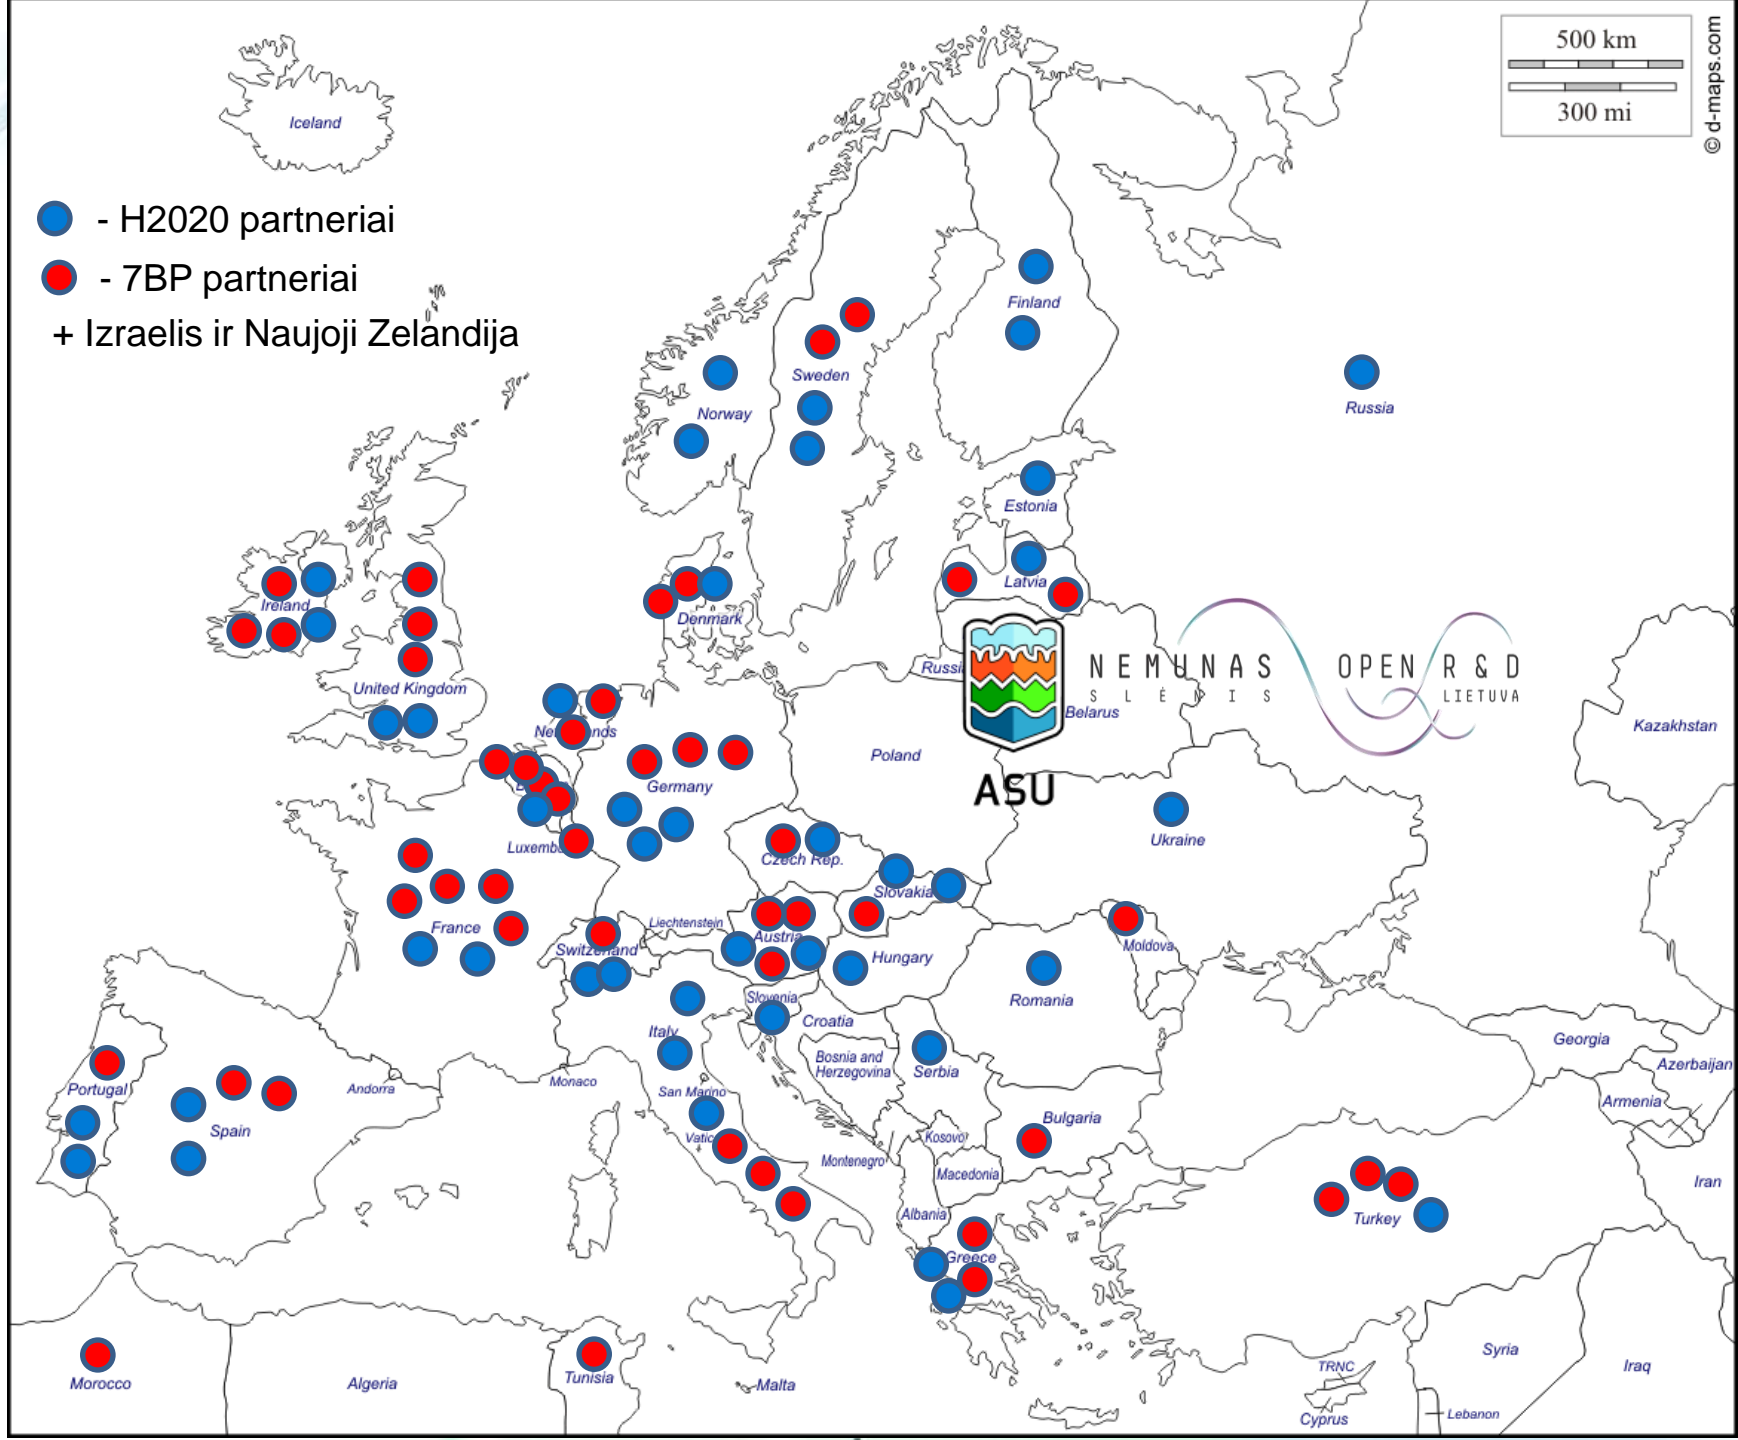 500 km
300 mi
© d-maps.com
Iceland
- H2020 partneriai
- 7BP partneriai
+ Izraelis ir Naujoji Zelandija
Finland
Sweden
Norway
Russia
Estonia
Latvia
Ireland
Denmark
United Kingdom
Russi
NEMUNAS
SLĖNIS
OPEN R & D
LIETUVA
Belarus
Kazakhstan
Ne nds
Poland
Germany
ASU
Ukraine
Luxemb
Czech Rep.
Slovakia
France
Liechtenstein
Austria
Switzerland
Hungary
Moldova
Romania
Slovenia
Croatia
Italy
Georgia
Bosnia and
Herzegovina
Serbia
Azerbaijan
Monaco
Andorra
Portugal
San Marino
Armenia
Spain
Bulgaria
Vatic
Kosovo
Montenegro
Macedonia
Iran
Albania
Turkey
Greece
Syria
Iraq
TRNC
Morocco
Algeria
Tunisia
Malta
Cyprus
Lebanon